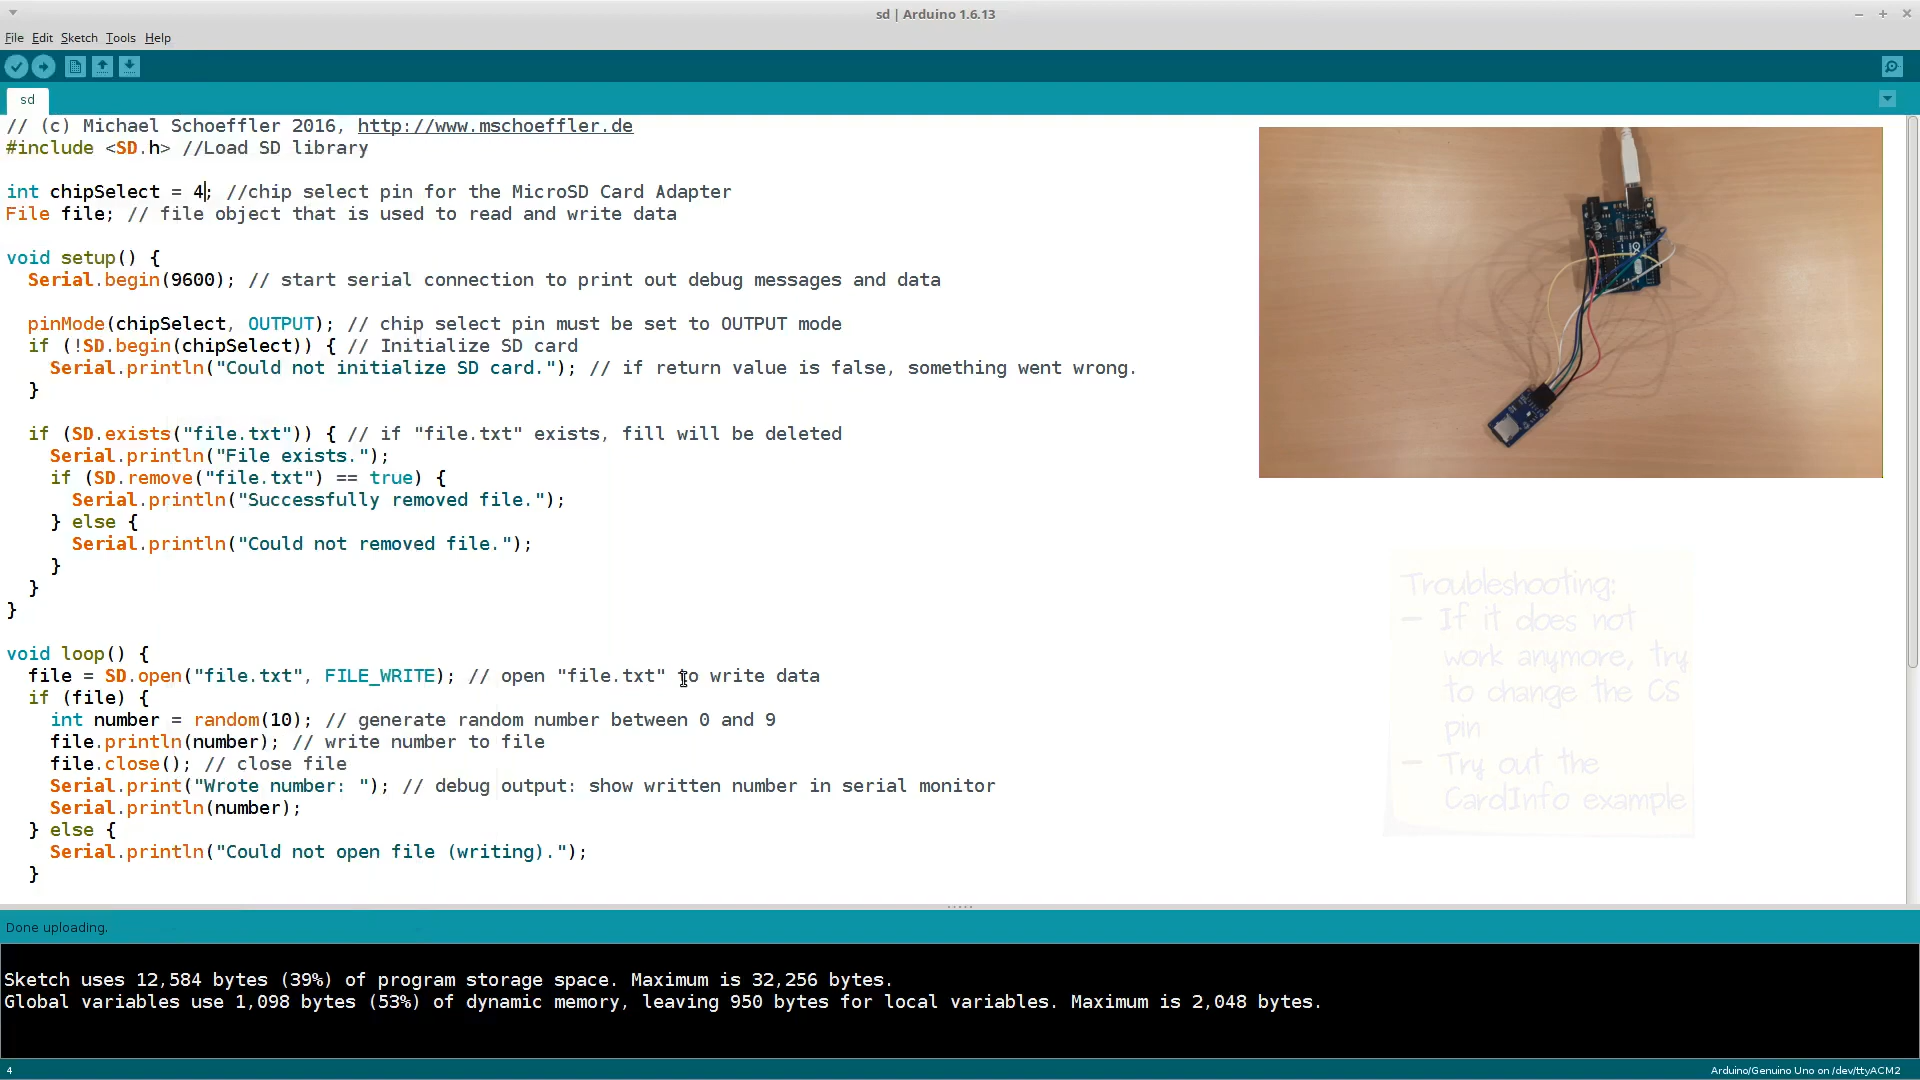 sd | Arduino 1.6.13
File Edit Sketch Tools Help
sd
// (c) Michael Schoeffler 2016, http://www.mschoeffler.de
#include <SD.h> //Load SD library
int chipSelect = 4; //chip select pin for the MicroSD Card Adapter
File file; // file object that is used to read and write data
void setup() {
Serial.begin(9600); // start serial connection to print out debug messages and data
pinMode(chipSelect, OUTPUT); // chip select pin must be set to OUTPUT mode
if (!SD.begin(chipSelect)) { // Initialize SD card
Serial.println("Could not initialize SD card."); // if return value is false, something went wrong.
}
if (SD.exists("file.txt")) { // if "file.txt" exists, fill will be deleted
Serial.println("File exists.");
if (SD.remove("file.txt") == true) {
Serial.println("Successfully removed file.");
} else {
Serial.println("Could not removed file.");
}
}
}
void loop() {
file = SD.open("file.txt", FILE_WRITE); // open "file.txt" to write data
if (file) {
int number = random(10); // generate random number between 0 and 9
file.println(number); // write number to file
file.close(); // close file
Serial.print("Wrote number: "); // debug output: show written number in serial monitor
Serial.println(number);
} else {
Serial.println("Could not open file (writing).");
}
Troubleshooting:
– If it does not
work anymore, try
to change the CS
pin
– Try out the
CardInfo example
Done uploading.
Sketch uses 12,584 bytes (39%) of program storage space. Maximum is 32,256 bytes.
Global variables use 1,098 bytes (53%) of dynamic memory, leaving 950 bytes for local variables. Maximum is 2,048 bytes.
4
Arduino/Genuino Uno on /dev/ttyACM2